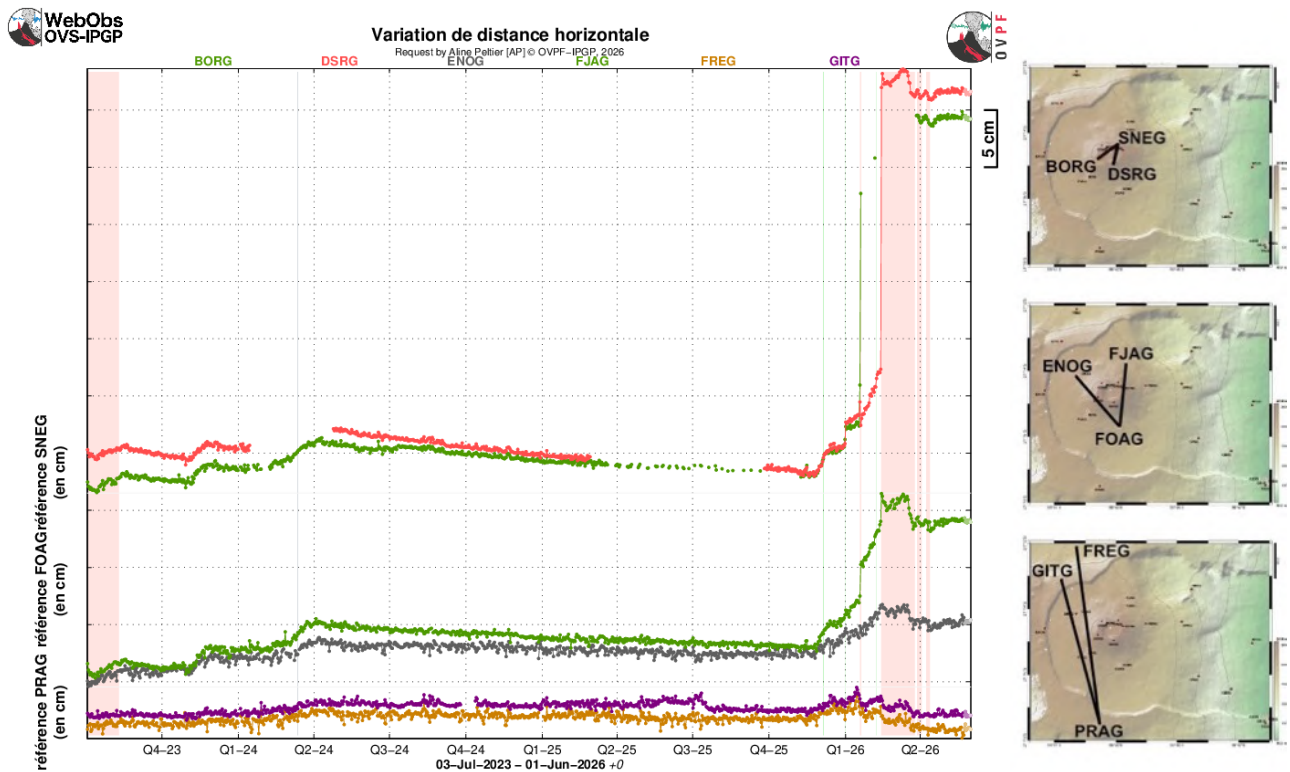 WebObs
OVS-IPGP
Variation de distance horizontale
Request by Aline Peltier [AP] © OVPF-IPGP, 2026
OVPF
BORG DSRG ENOG FJAG FREG GITG
5 cm
référence SNEG
(en cm)
référence FOAG
(en cm)
référence PRAG
(en cm)
Q4-23 Q1-24 Q2-24 Q3-24 Q4-24 Q1-25 Q2-25 Q3-25 Q4-25 Q1-26 Q2-26
03-Jul-2023 - 01-Jun-2026 +0
SNEG
BORG
DSRG
FJAG
ENOG
FOAG
FREG
GITG
PRAG